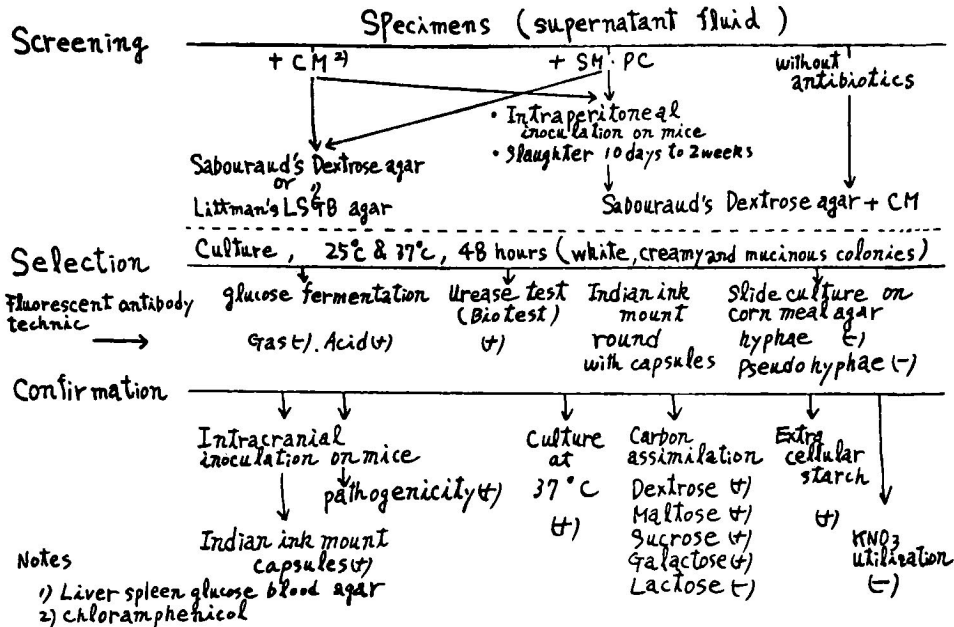 Specimens (supernatant fluid)
Screening
+ CM 2)
+ SM·PC
without
antibiotics
• Intraperitoneal
inoculation on mice
• Slaughter 10 days to 2 weeks
Sabouraud's Dextrose agar
or
Littman's LSGB 1) agar
Sabouraud's Dextrose agar + CM
Selection
Culture, 25°C & 37°C, 48 hours (white, creamy and mucinous colonies)
Fluorescent antibody
technic
glucose fermentation
Gas (-). Acid (+)
Urease test
(Biotest)
(+)
Indian ink
mount
round
with capsules
Slide culture on
corn meal agar
hyphae (-)
Pseudohyphae (-)
Confirmation
Intracranial
inoculation on mice
pathogenicity (+)
Indian ink mount
capsules (+)
Culture
at
37°C
(+)
Carbon
assimilation
Dextrose (+)
Maltose (+)
Sucrose (+)
Galactose (+)
Lactose (-)
Extra
cellular
starch
(+)
KNO3
utilization
(-)
Notes
1) Liver spleen glucose blood agar
2) chloramphenicol